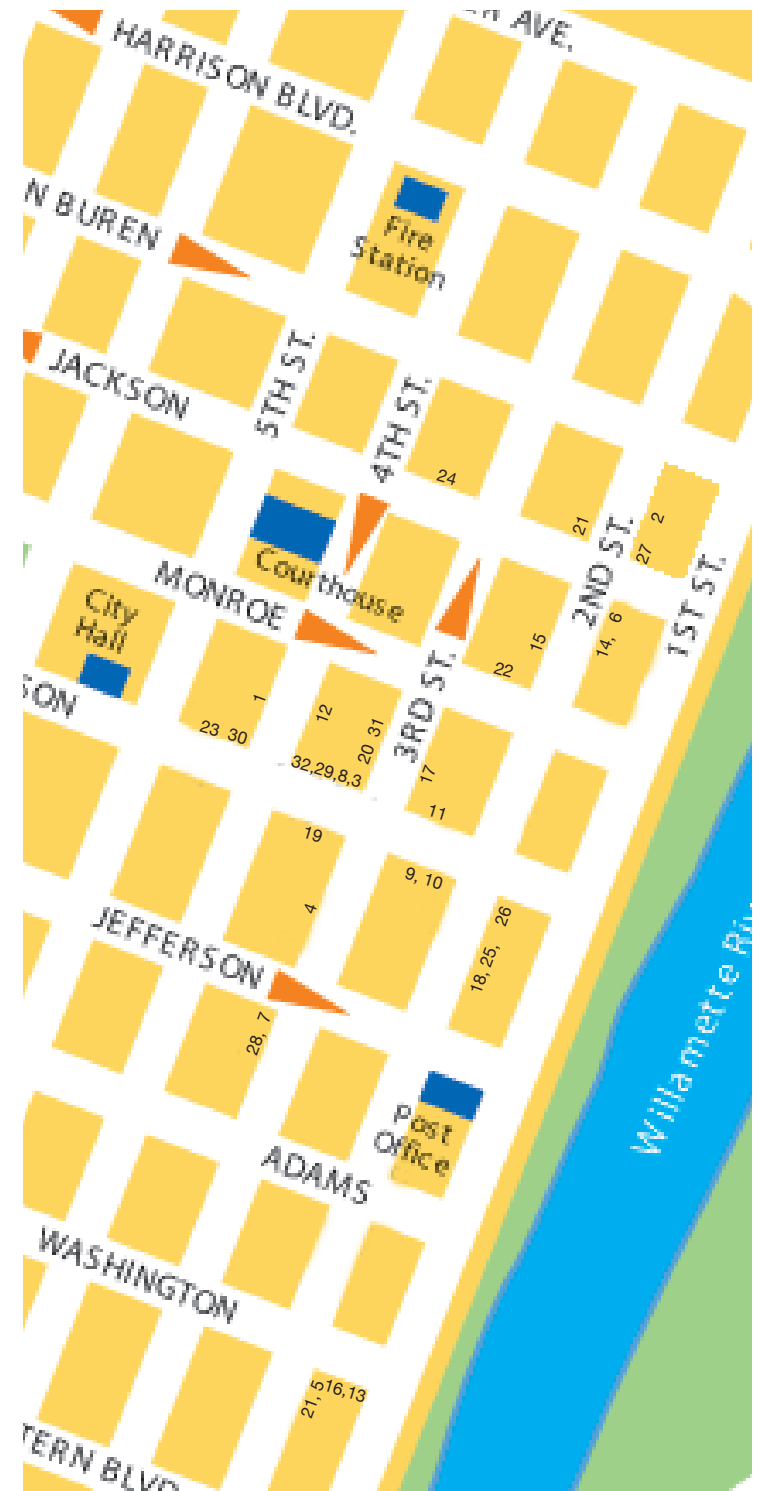 AVE.
HARRISON BLVD.
N BUREN
Fire
Station
5TH ST.
JACKSON
4TH ST.
24
21
2
27
2ND ST.
1ST ST.
Courthouse
MONROE
City
Hall
14, 6
15
22
3RD ST.
SON
1
23 30
12
20 31
32,29,8,3
17
11
19
4
9, 10
26
18, 25,
JEFFERSON
28, 7
Willamette Riv
Post
Office
ADAMS
WASHINGTON
21, 5
16,13
TERN BLVD